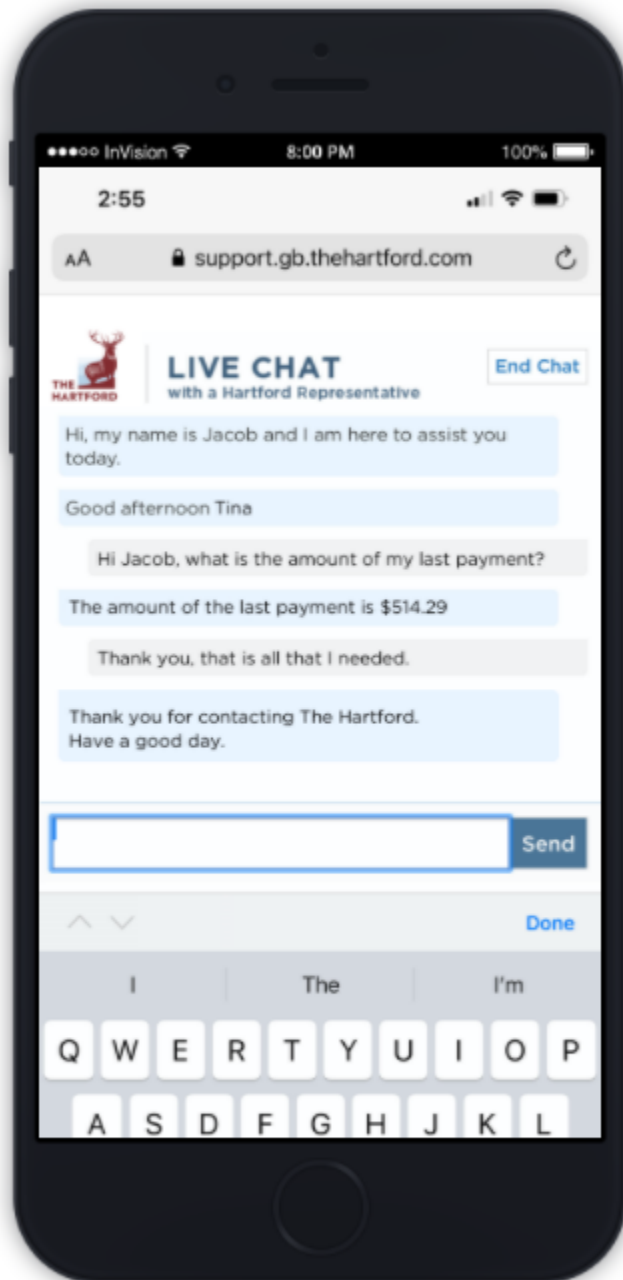 InVision 8:00 PM 100%
2:55
AA support.gb.thehartford.com
THE
HARTFORD
LIVE CHAT
with a Hartford Representative
End Chat
Hi, my name is Jacob and I am here to assist you
today.
Good afternoon Tina
Hi Jacob, what is the amount of my last payment?
The amount of the last payment is $514.29
Thank you, that is all that I needed.
Thank you for contacting The Hartford.
Have a good day.
Send
Done
I The I'm
Q W E R T Y U I O P
A S D F G H J K L